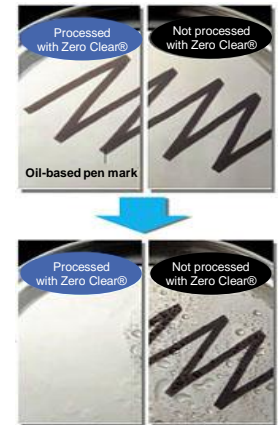 Processed
with Zero Clear®
Not processed
with Zero Clear®
Oil-based pen mark
Processed
with Zero Clear®
Not processed
with Zero Clear®